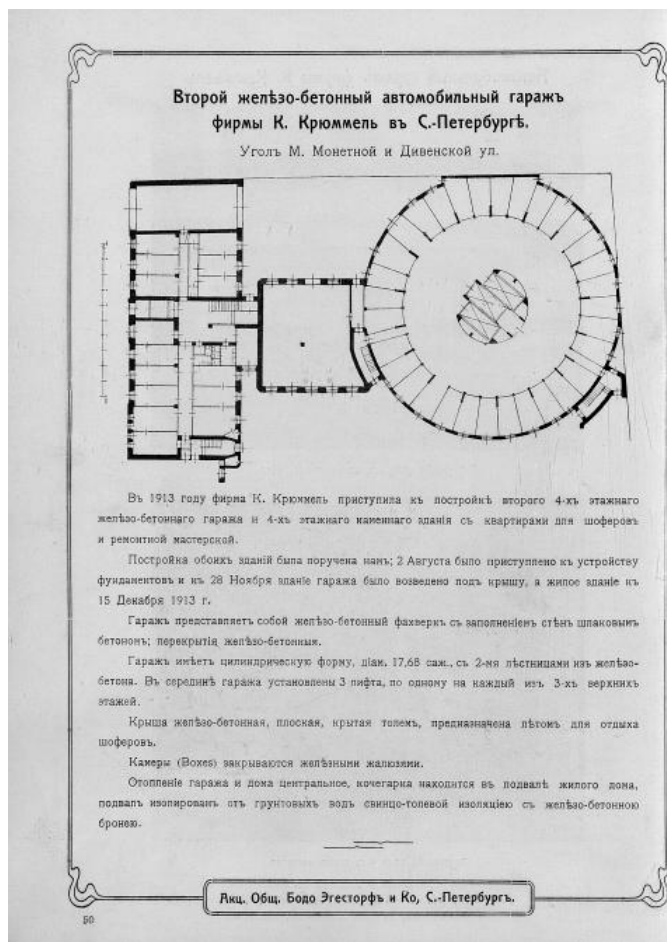 Второй желѣзо-бетонный автомобильный гаражъ
фирмы К. Крюммель въ С.-Петербургѣ.
Уголъ М. Монетной и Дивенской ул.
Въ 1913 году фирма К. Крюммель приступила къ постройкѣ второго 4-хъ этажнаго
желѣзо-бетоннаго гаража и 4-хъ этажнаго каменнаго зданія съ квартирами для шоферовъ
и ремонтной мастерской.
Постройка обоихъ зданій была поручена намъ; 2 Августа было приступлено къ устройству
фундаментовъ и къ 28 Ноября зданіе гаража было возведено подъ крышу, а жилое зданіе къ
15 Декабря 1913 г.
Гаражъ представляетъ собой желѣзо-бетонный фахверкъ съ заполненіемъ стѣнъ шлаковымъ
бетономъ; перекрытія желѣзо-бетонныя.
Гаражъ имѣетъ цилиндрическую форму, діам. 17,68 саж., съ 2-мя лѣстницами изъ желѣзо-
бетона. Въ серединѣ гаража установлены 3 лифта, по одному на каждый изъ 3-хъ верхнихъ
этажей.
Крыша желѣзо-бетонная, плоская, крытая толемъ, предназначена лѣтомъ для отдыха
шоферовъ.
Камеры (Boxes) закрываются желѣзными жалюзями.
Отопленіе гаража и дома центральное, кочегарка находится въ подвалѣ жилого дома,
подвалъ изолированъ отъ грунтовыхъ водъ свинцо-толевой изоляціею съ желѣзо-бетонною
бронею.
Акц. Общ. Бодо Эгесторфъ и Ко, С.-Петербургъ.
50